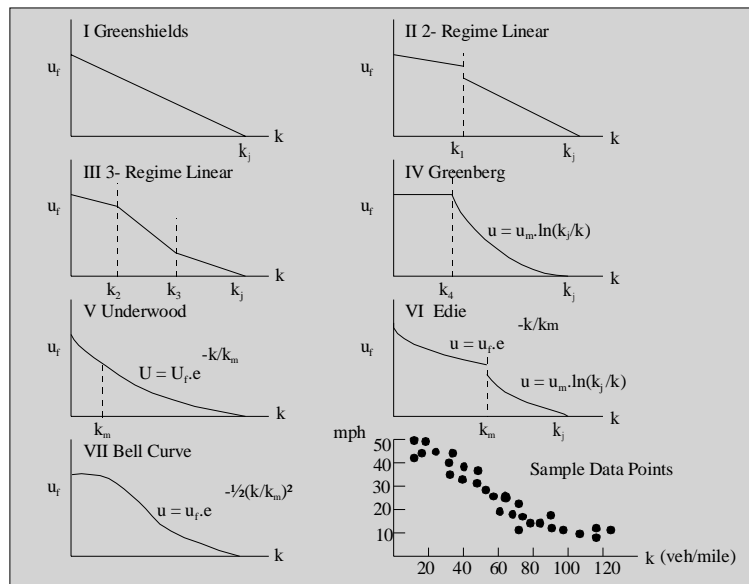 I Greenshields
u_f
k
k_j
II 2- Regime Linear
u_f
k
k_1
k_j
III 3- Regime Linear
u_f
k
k_2
k_3
k_j
IV Greenberg
u_f
u = u_m.ln(k_j/k)
k
k_4
k_j
V Underwood
u_f
U = U_f.e -k/k_m
k
k_m
VI Edie
u_f
u = u_f.e -k/km
u = u_m.ln(k_j/k)
k
k_m
k_j
VII Bell Curve
u_f
u = u_f.e -½(k/k_m)²
k
mph
50
40
30
20
10
Sample Data Points
20 40 60 80 100 120
k (veh/mile)